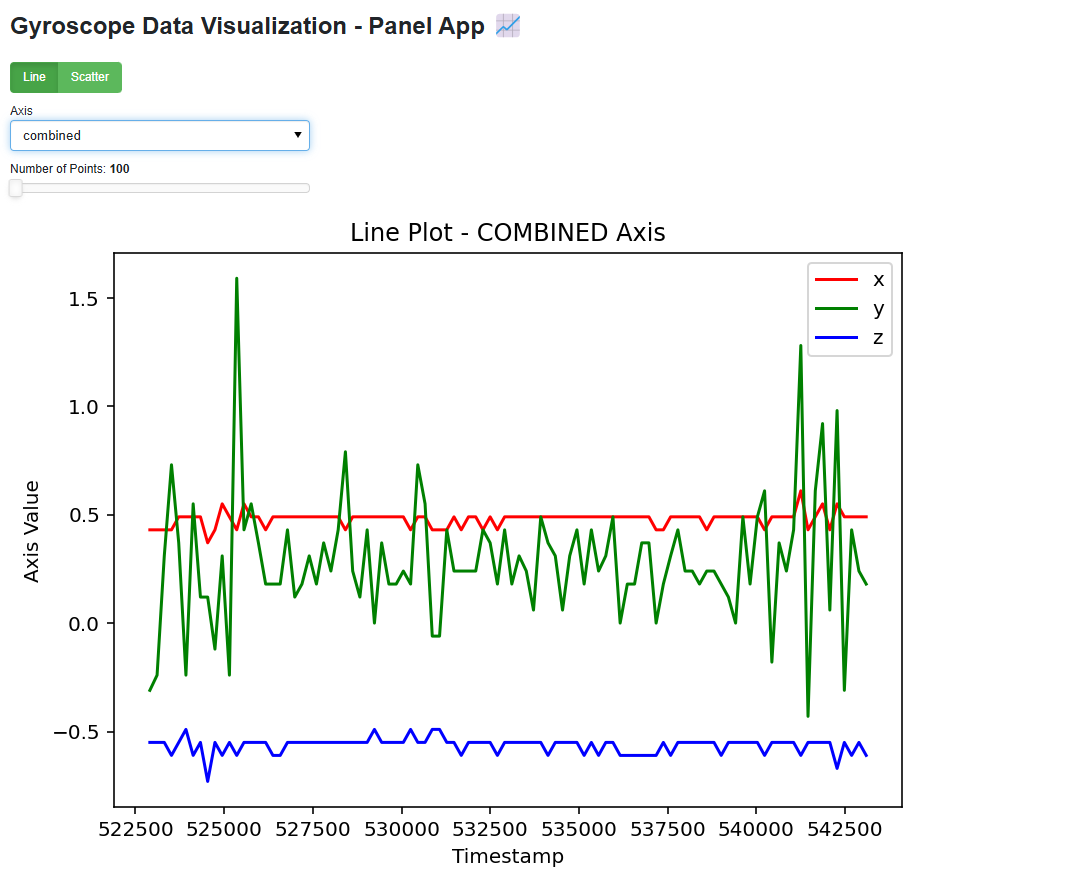 Gyroscope Data Visualization - Panel App 📈
Line Scatter
Axis
combined
Number of Points: 100
Line Plot - COMBINED Axis
x
y
z
1.5
1.0
0.5
0.0
−0.5
Axis Value
522500 525000 527500 530000 532500 535000 537500 540000 542500
Timestamp